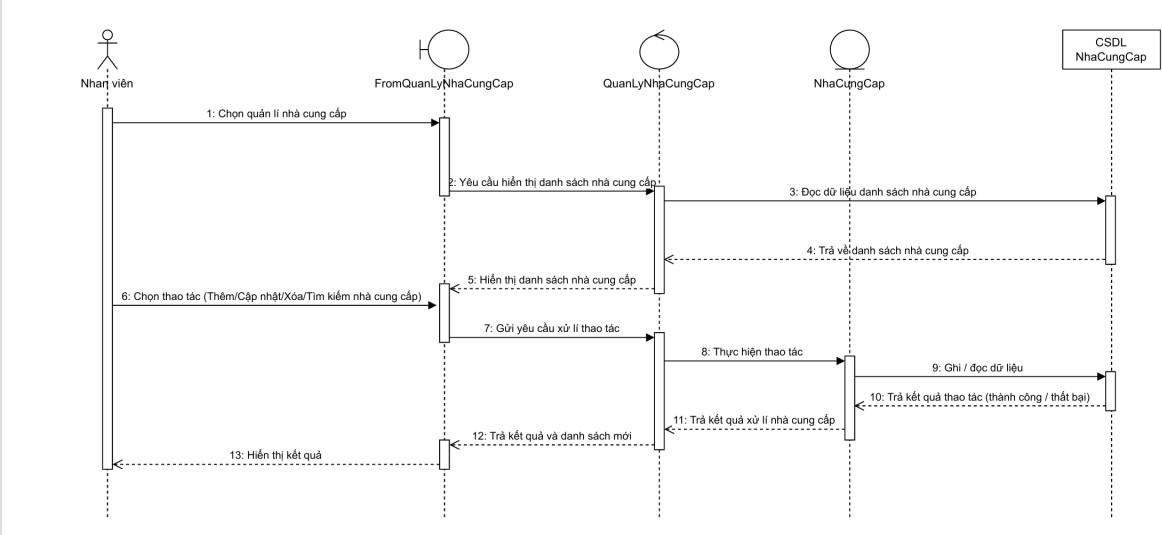 CSDL
NhaCungCap
Nhan viên
FromQuanLyNhaCungCap
QuanLyNhaCungCap
NhaCungCap
1: Chọn quản lí nhà cung cấp
2: Yêu cầu hiển thị danh sách nhà cung cấp
3: Đọc dữ liệu danh sách nhà cung cấp
4: Trả về danh sách nhà cung cấp
5: Hiển thị danh sách nhà cung cấp
6: Chọn thao tác (Thêm/Cập nhật/Xóa/Tìm kiếm nhà cung cấp)
7: Gửi yêu cầu xử lí thao tác
8: Thực hiện thao tác
9: Ghi / đọc dữ liệu
10: Trả kết quả thao tác (thành công / thất bại)
11: Trả kết quả xử lí nhà cung cấp
12: Trả kết quả và danh sách mới
13: Hiển thị kết quả